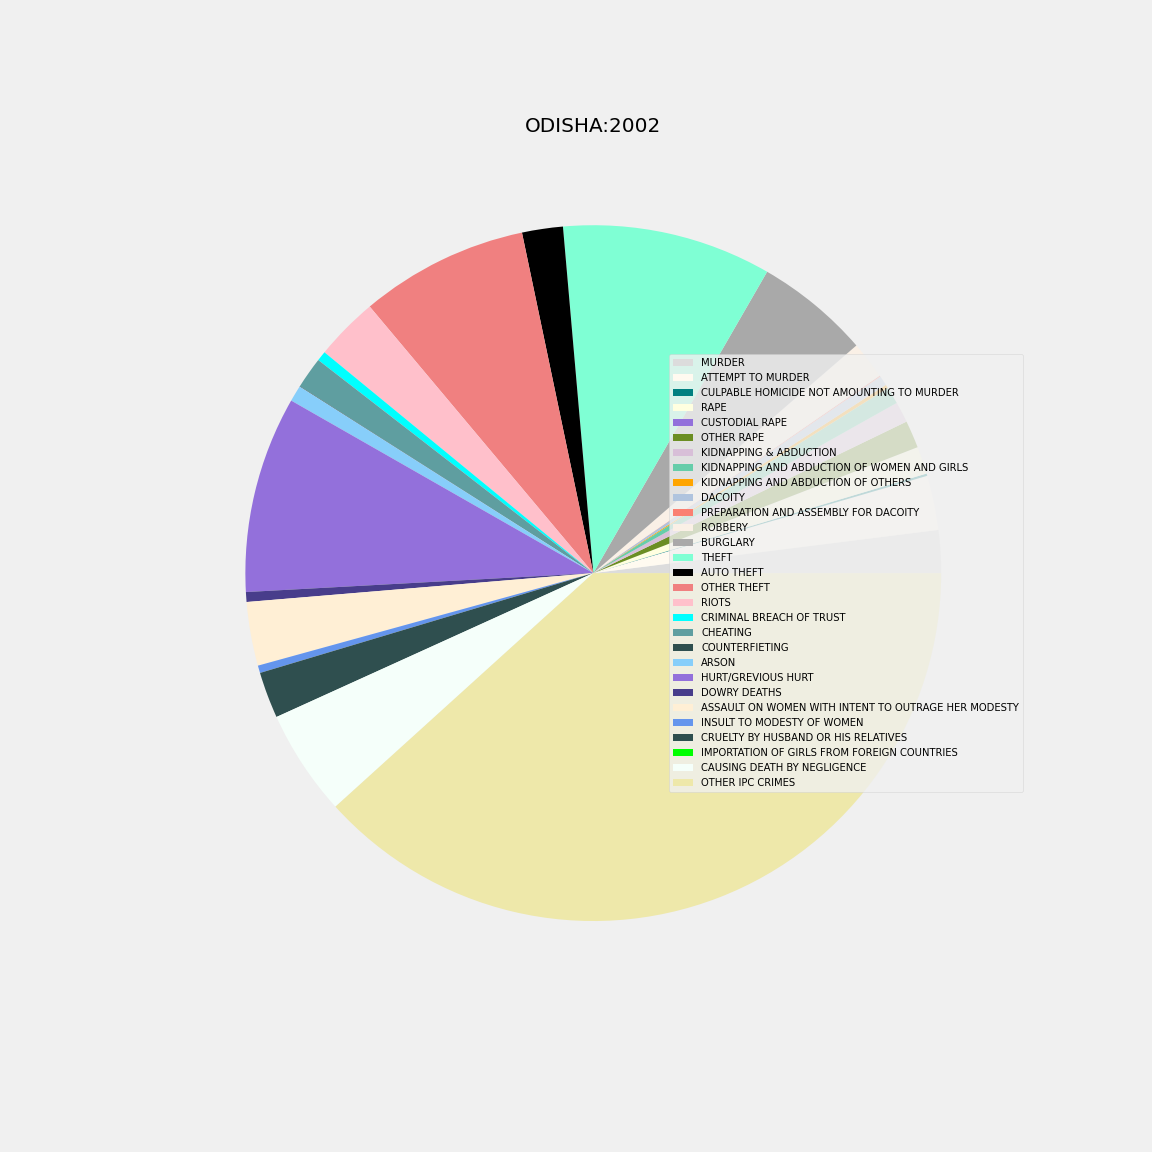 ODISHA:2002
MURDER
ATTEMPT TO MURDER
CULPABLE HOMICIDE NOT AMOUNTING TO MURDER
RAPE
CUSTODIAL RAPE
OTHER RAPE
KIDNAPPING & ABDUCTION
KIDNAPPING AND ABDUCTION OF WOMEN AND GIRLS
KIDNAPPING AND ABDUCTION OF OTHERS
DACOITY
PREPARATION AND ASSEMBLY FOR DACOITY
ROBBERY
BURGLARY
THEFT
AUTO THEFT
OTHER THEFT
RIOTS
CRIMINAL BREACH OF TRUST
CHEATING
COUNTERFIETING
ARSON
HURT/GREVIOUS HURT
DOWRY DEATHS
ASSAULT ON WOMEN WITH INTENT TO OUTRAGE HER MODESTY
INSULT TO MODESTY OF WOMEN
CRUELTY BY HUSBAND OR HIS RELATIVES
IMPORTATION OF GIRLS FROM FOREIGN COUNTRIES
CAUSING DEATH BY NEGLIGENCE
OTHER IPC CRIMES